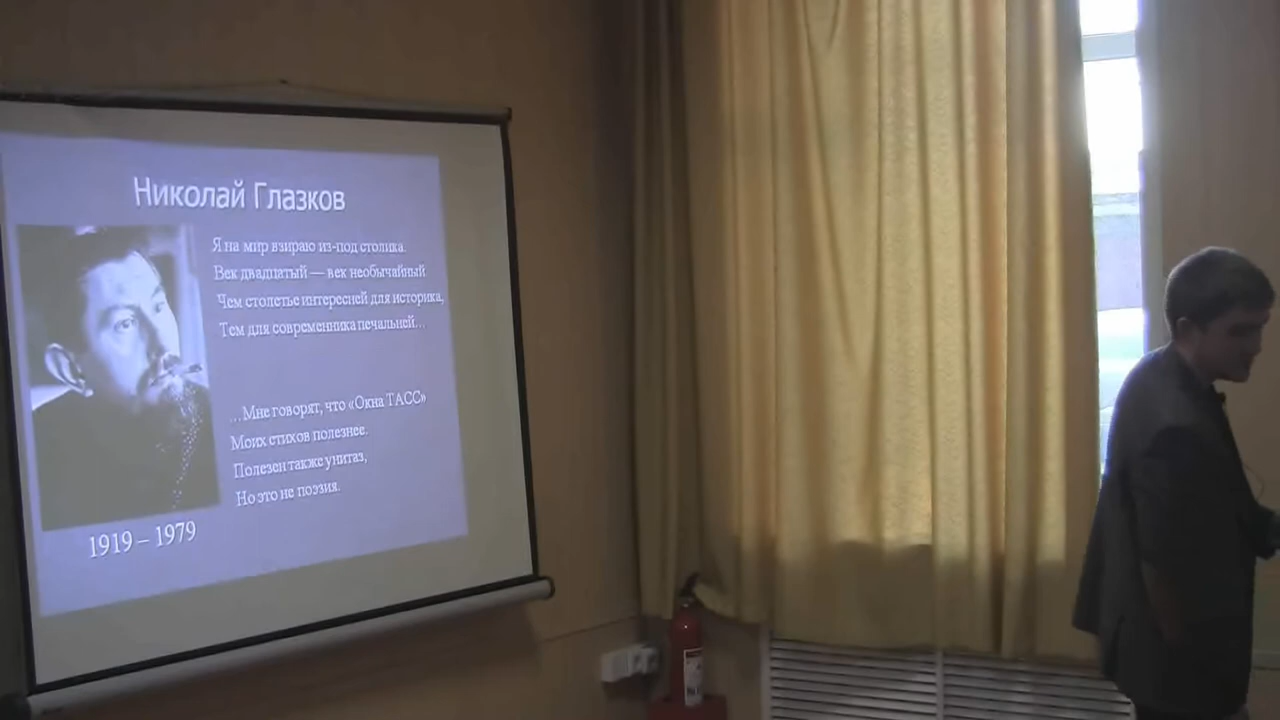 Николай Глазков
Я на мир взираю из-под столика.
Век двадцатый — век необычайный
Чем столетье интересней для историка,
Тем для современника печальней…
…Мне говорят, что «Окна ТАСС»
Моих стихов полезнее.
Полезен также унитаз,
Но это не поэзия.
1919 – 1979